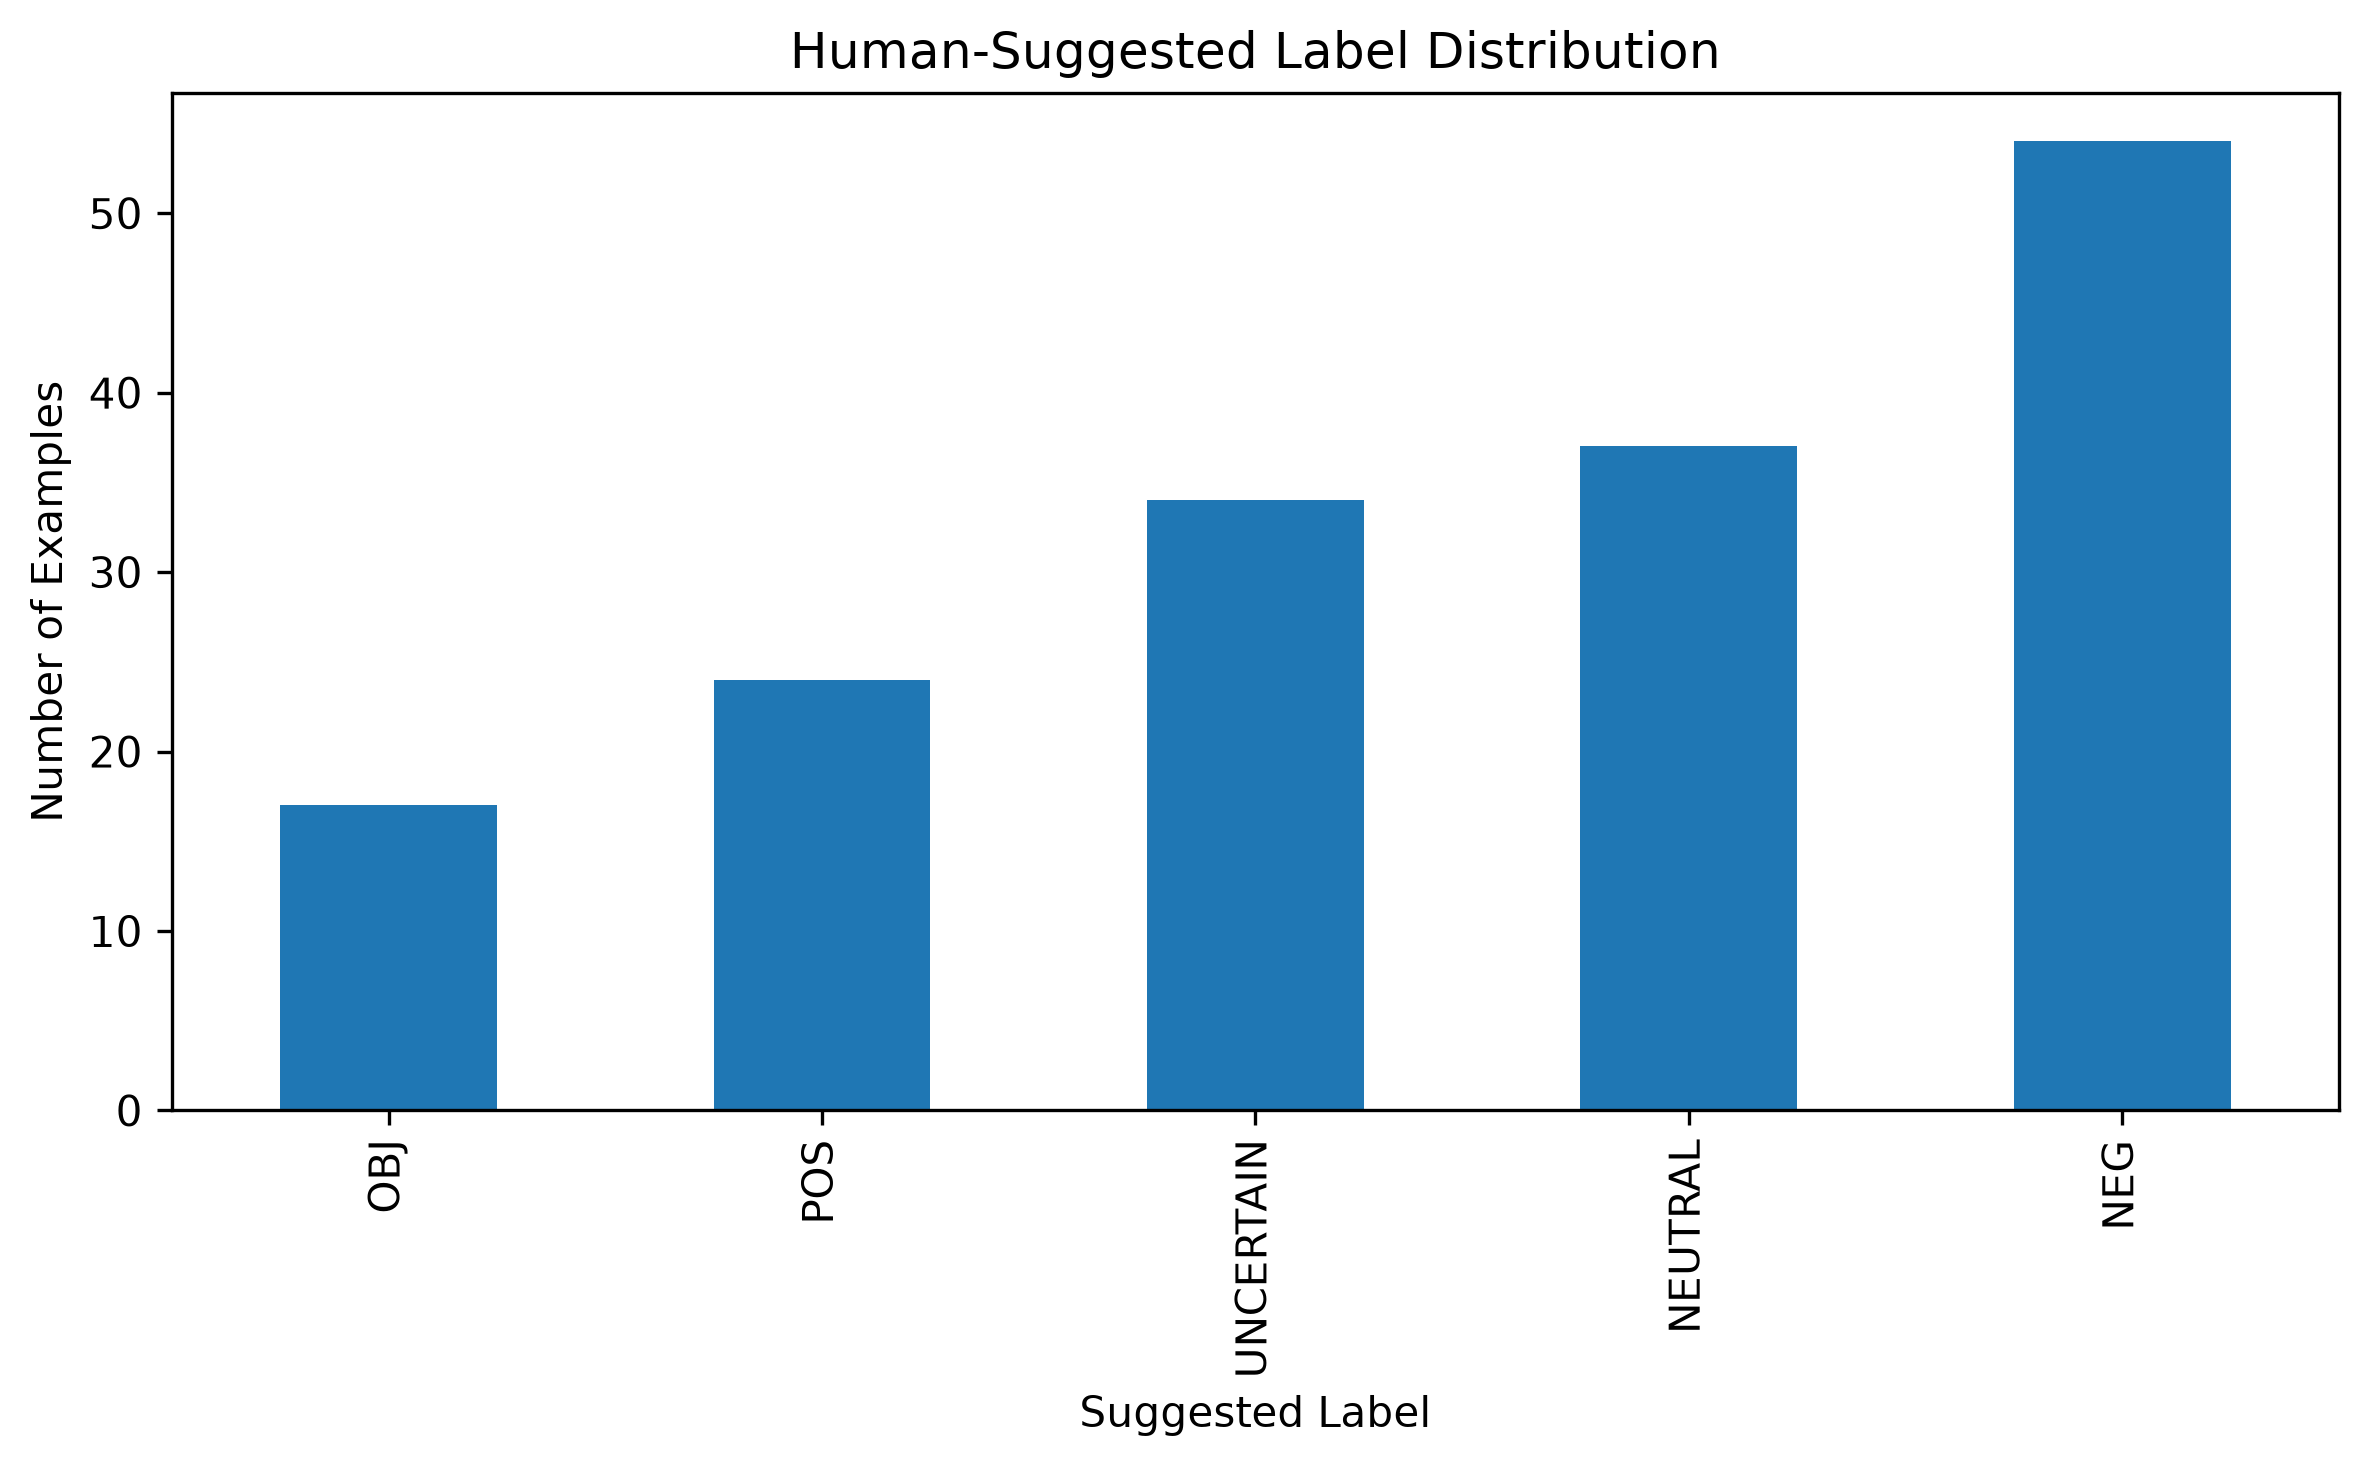 Human-Suggested Label Distribution
Number of Examples
50
40
30
20
10
0
OBJ
POS
UNCERTAIN
NEUTRAL
NEG
Suggested Label